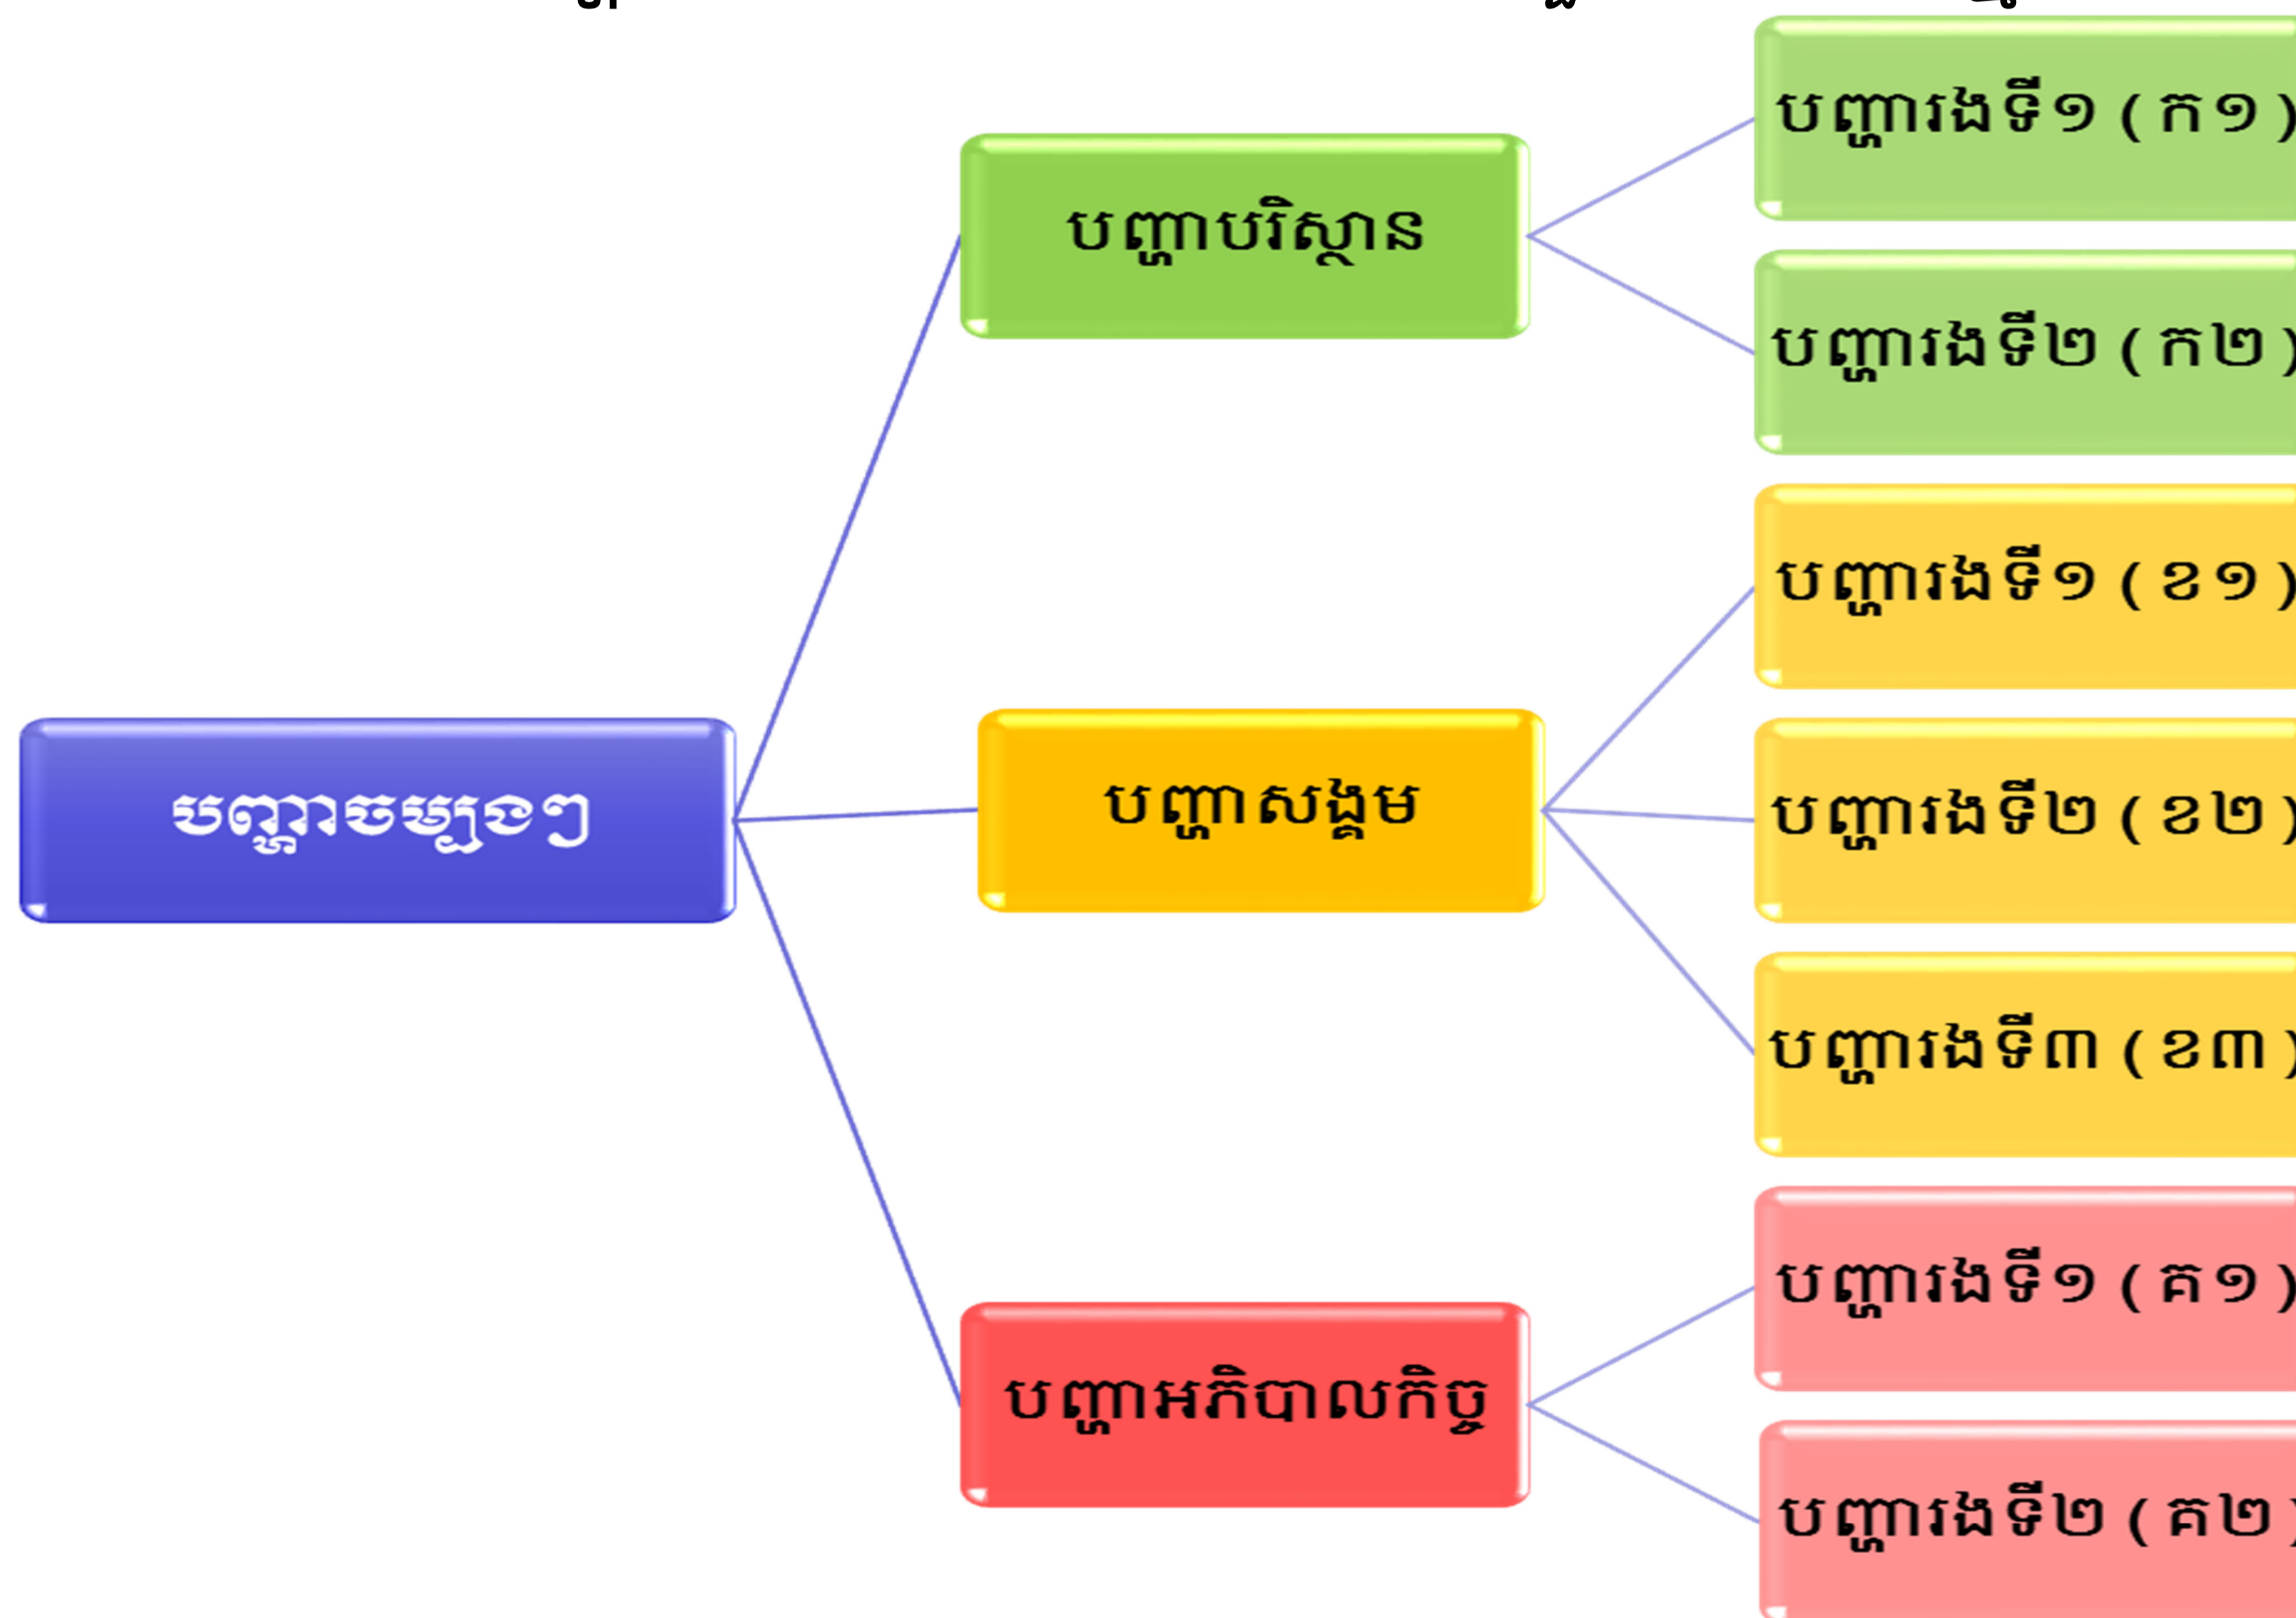 បញ្ហាចម្បងៗ
បញ្ហាបរិស្ថាន
បញ្ហារងទី១ (ក១)
បញ្ហារងទី២ (ក២)
បញ្ហាសង្គម
បញ្ហារងទី១ (ខ១)
បញ្ហារងទី២ (ខ២)
បញ្ហារងទី៣ (ខ៣)
បញ្ហាអភិបាលកិច្ច
បញ្ហារងទី១ (គ១)
បញ្ហារងទី២ (គ២)